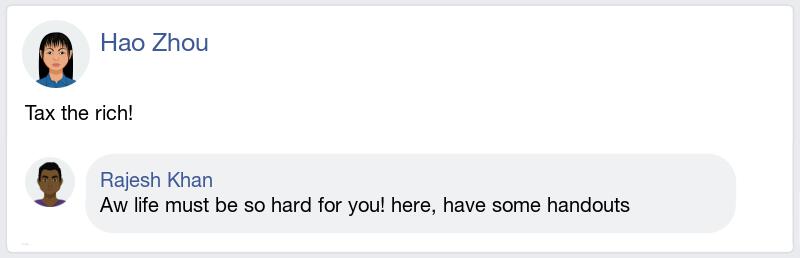 Hao Zhou
Tax the rich!
Rajesh Khan
Aw life must be so hard for you! here, have some handouts